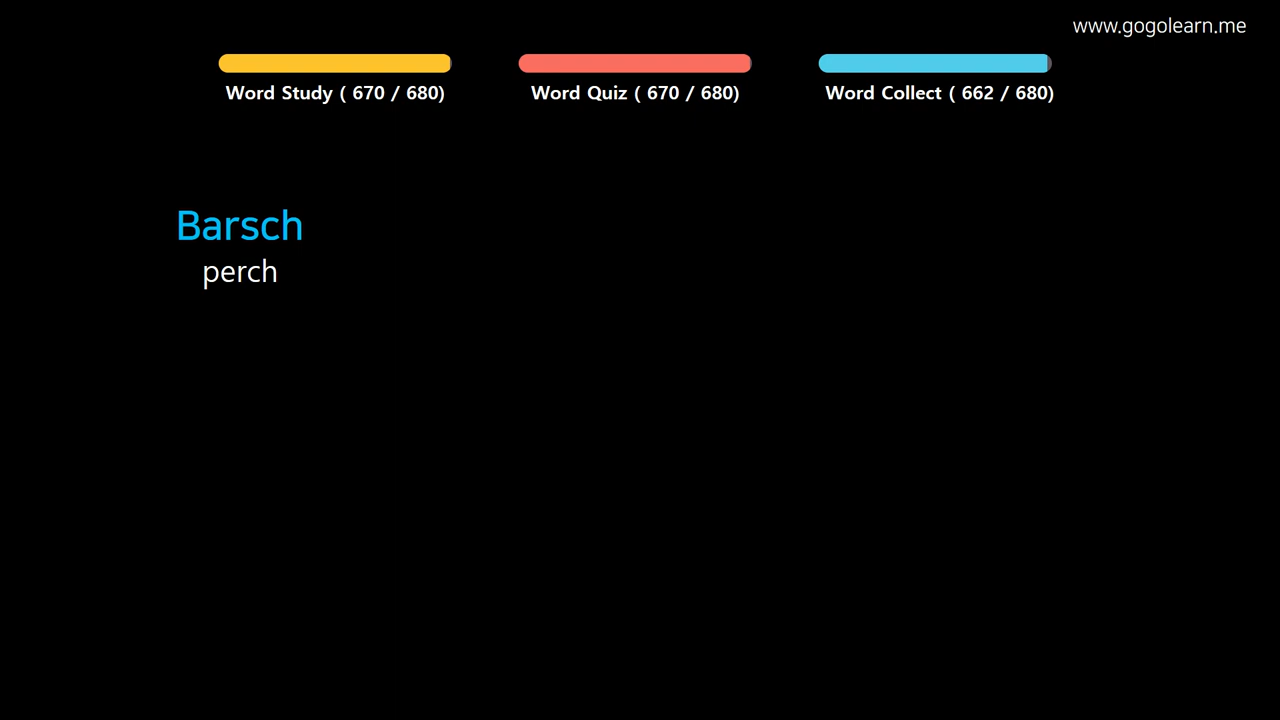 www.gogolearn.me
Word Study ( 670 / 680)
Word Quiz ( 670 / 680)
Word Collect ( 662 / 680)
Barsch
perch